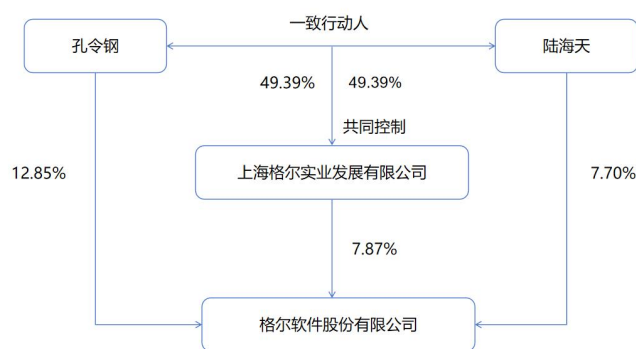 一致行动人
孔令钢
陆海天
49.39%
49.39%
共同控制
12.85%
上海格尔实业发展有限公司
7.70%
7.87%
格尔软件股份有限公司